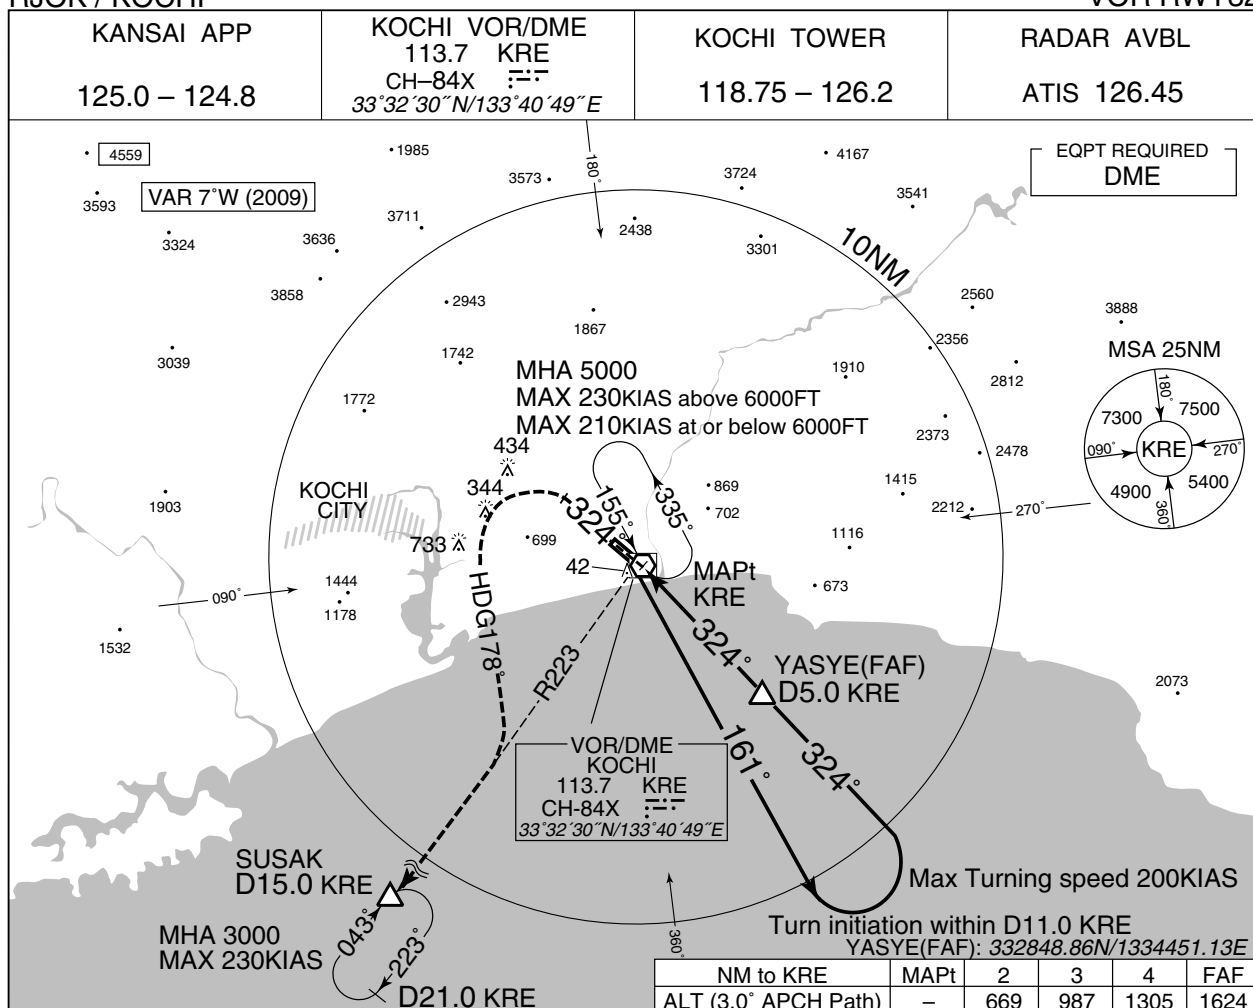 RJOK / KOCHI
VOR RWY32
KANSAI APP
125.0 – 124.8
KOCHI VOR/DME
113.7 KRE
CH–84X
33°32´30˝N/133°40´49˝E
KOCHI TOWER
118.75 – 126.2
RADAR AVBL
ATIS 126.45
EQPT REQUIRED
DME
4559
1985
4167
3573
180°
3724
3593
VAR 7°W (2009)
3541
3711
2438
3324
3636
3301
10NM
3858
2943
2560
1867
3888
2356
3039
1742
MHA 5000
MAX 230KIAS above 6000FT
MAX 210KIAS at or below 6000FT
1910
2812
MSA 25NM
180°
7300
7500
090°
KRE
270°
4900
5400
360°
1772
2373
434
2478
KOCHI
CITY
344
155°
335°
869
702
1415
1903
2212
270°
324°
733
699
1116
42
MAPt
KRE
673
090°
1444
1178
HDG178°
1532
R223
324°
YASYE(FAF)
D5.0 KRE
2073
161°
324°
VOR/DME
KOCHI
113.7 KRE
CH-84X
33°32´30˝N/133°40´49˝E
SUSAK
D15.0 KRE
Max Turning speed 200KIAS
Turn initiation within D11.0 KRE
360°
MHA 3000
MAX 230KIAS
043°
223°
D21.0 KRE
YASYE(FAF): 332848.86N/1334451.13E
NM to KRE MAPt 2 3 4 FAF
ALT (3.0° APCH Path) – 669 987 1305 1624